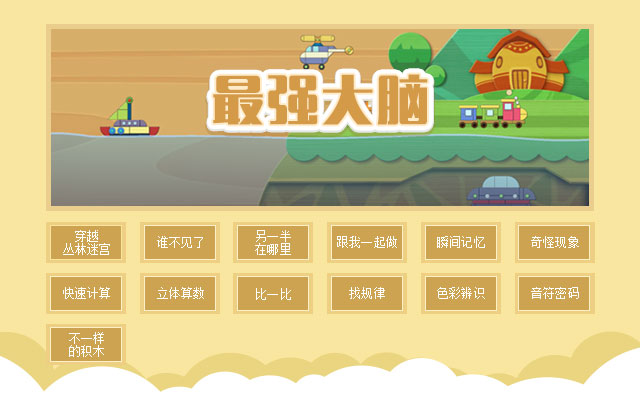 最强大脑
穿越
丛林迷宫
谁不见了
另一半
在哪里
跟我一起做
瞬间记忆
奇怪现象
快速计算
立体算数
比一比
找规律
色彩辨识
音符密码
不一样
的积木